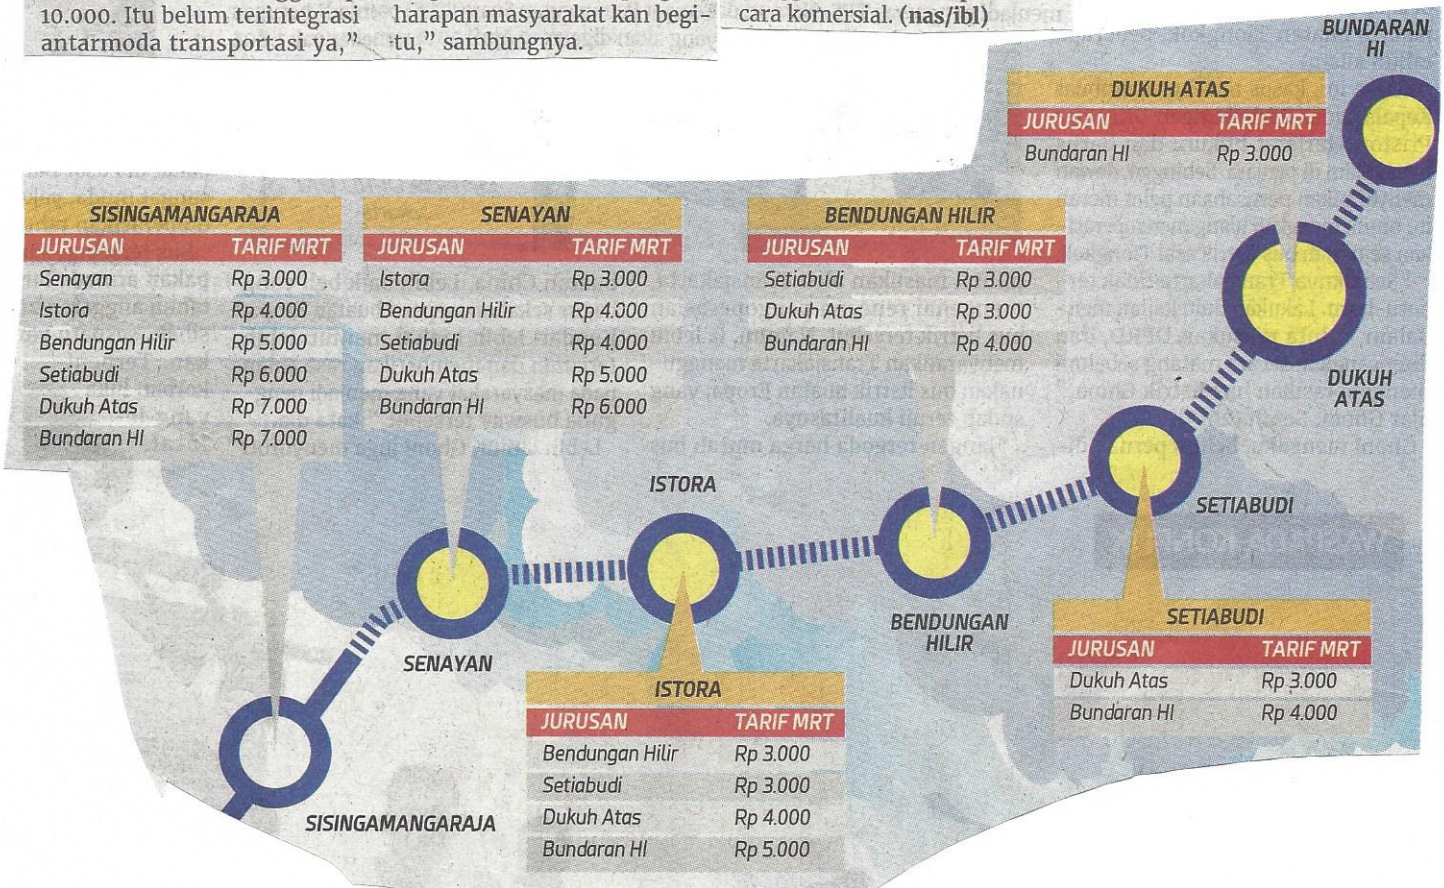 10.000. Itu belum terintegrasi
antarmoda transportasi ya,”
harapan masyarakat kan begi-
tu,” sambungnya.
cara komersial. (nas/ibl)
BUNDARAN
HI
DUKUH ATAS
JURUSAN TARIF MRT
Bundaran HI Rp 3.000
SISINGAMANGARAJA
JURUSAN TARIF MRT
Senayan Rp 3.000
Istora Rp 4.000
Bendungan Hilir Rp 5.000
Setiabudi Rp 6.000
Dukuh Atas Rp 7.000
Bundaran HI Rp 7.000
SENAYAN
JURUSAN TARIF MRT
Istora Rp 3.000
Bendungan Hilir Rp 4.000
Setiabudi Rp 4.000
Dukuh Atas Rp 5.000
Bundaran HI Rp 6.000
BENDUNGAN HILIR
JURUSAN TARIF MRT
Setiabudi Rp 3.000
Dukuh Atas Rp 3.000
Bundaran HI Rp 4.000
DUKUH
ATAS
ISTORA
SETIABUDI
BENDUNGAN
HILIR
SENAYAN
SETIABUDI
JURUSAN TARIF MRT
Dukuh Atas Rp 3.000
Bundaran HI Rp 4.000
ISTORA
JURUSAN TARIF MRT
Bendungan Hilir Rp 3.000
Setiabudi Rp 3.000
Dukuh Atas Rp 4.000
Bundaran HI Rp 5.000
SISINGAMANGARAJA